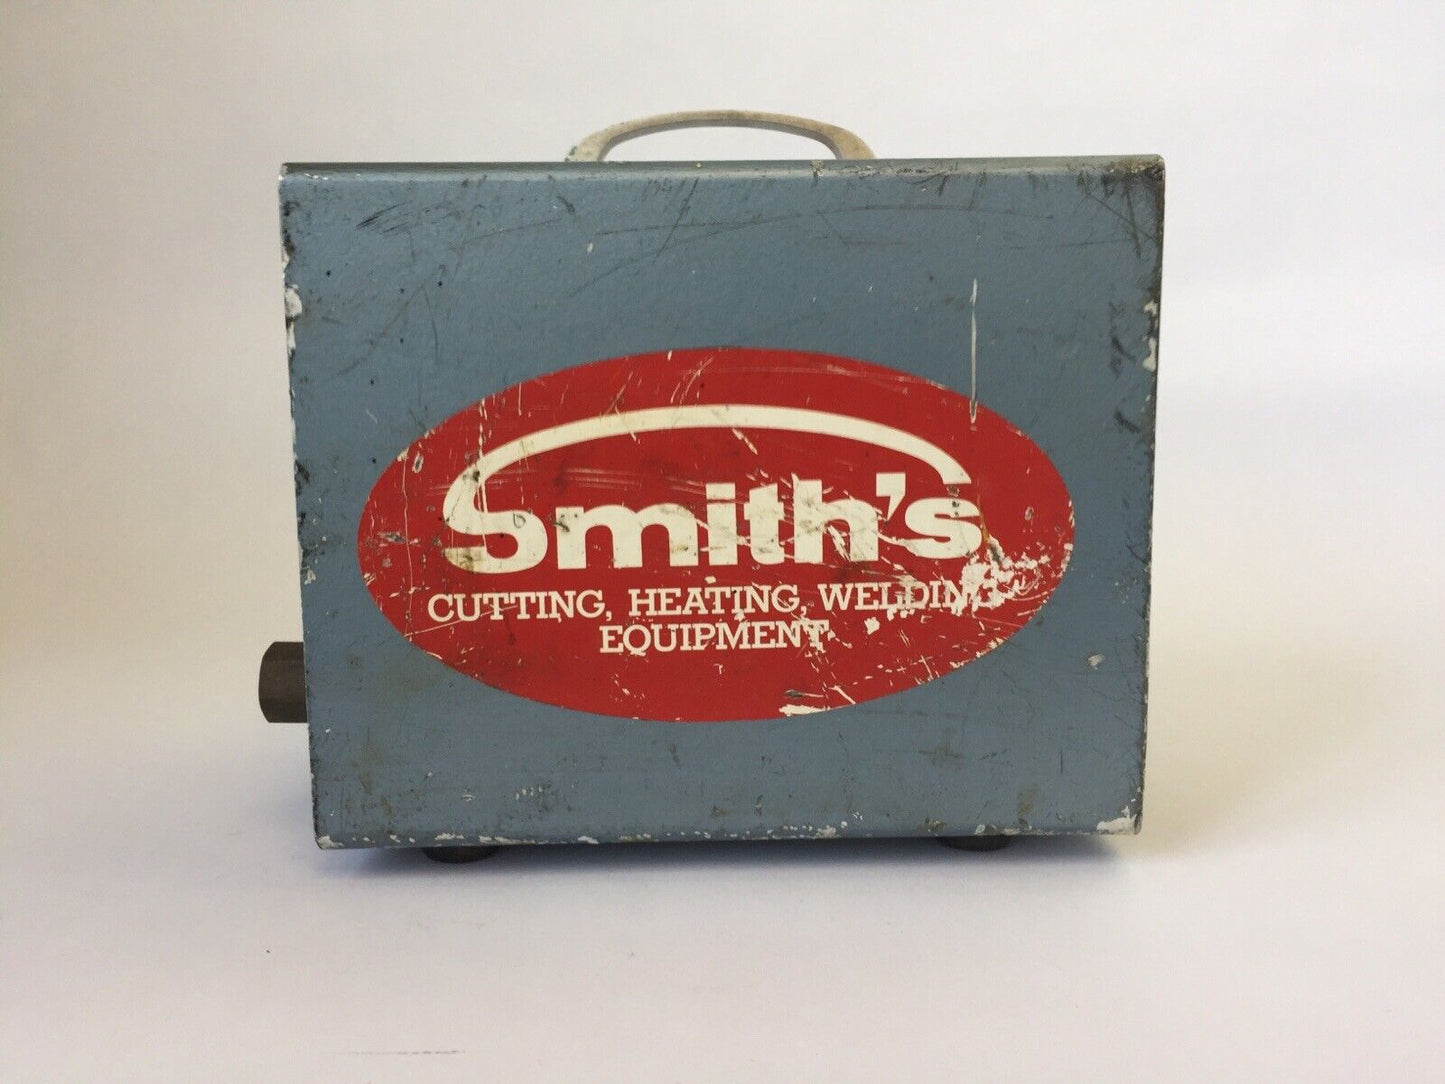 Smith's
CUTTING, HEATING, WELDING
EQUIPMENT